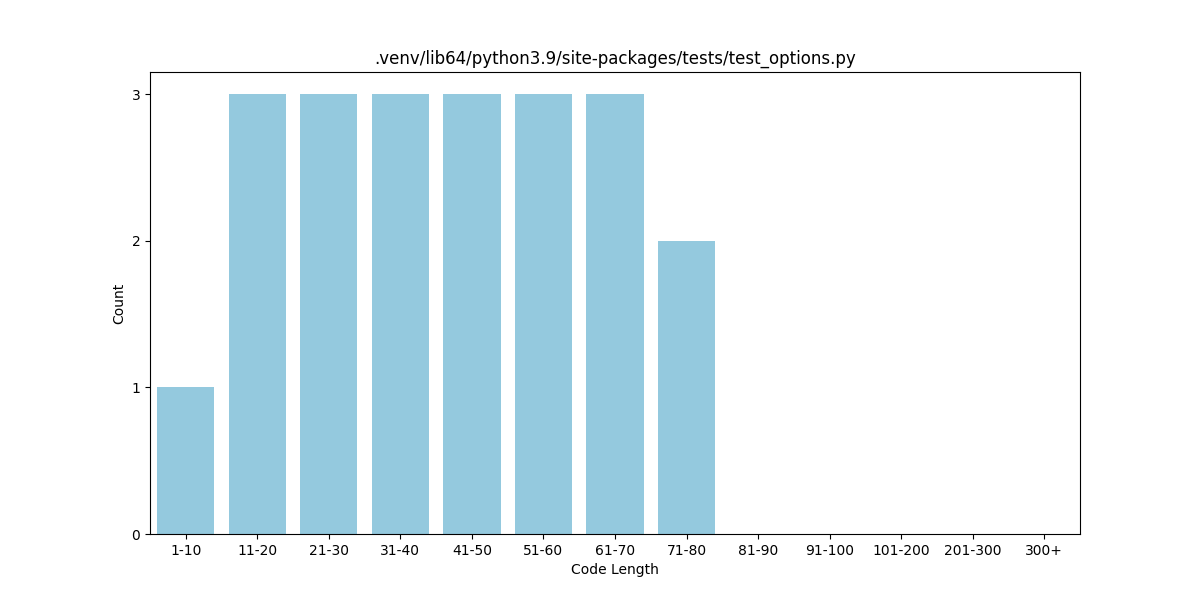 .venv/lib64/python3.9/site-packages/tests/test_options.py
3
2
1
0
Count
1-10 11-20 21-30 31-40 41-50 51-60 61-70 71-80 81-90 91-100 101-200 201-300 300+
Code Length